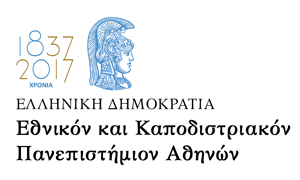 1837
2017
ΧΡΟΝΙΑ
ΕΛΛΗΝΙΚΗ ΔΗΜΟΚΡΑΤΙΑ
Εθνικόν και Καποδιστριακόν
Πανεπιστήμιον Αθηνών